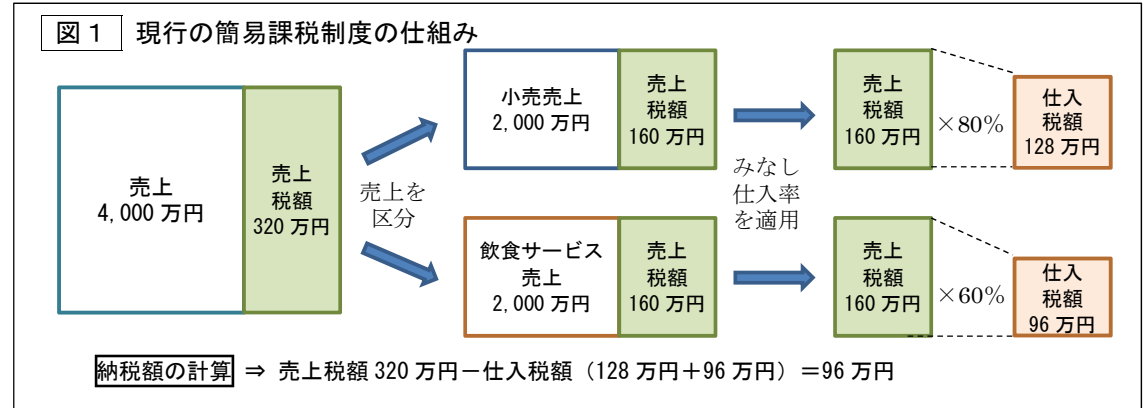 図1 現行の簡易課税制度の仕組み
売上
4,000 万円
売上
税額
320 万円
売上を
区分
小売売上
2,000 万円
売上
税額
160 万円
飲食サービス
売上
2,000 万円
売上
税額
160 万円
みなし
仕入率
を適用
売上
税額
160 万円
×80%
仕入
税額
128 万円
売上
税額
160 万円
×60%
仕入
税額
96 万円
納税額の計算 ⇒ 売上税額 320 万円－仕入税額（128 万円＋96 万円）＝96 万円